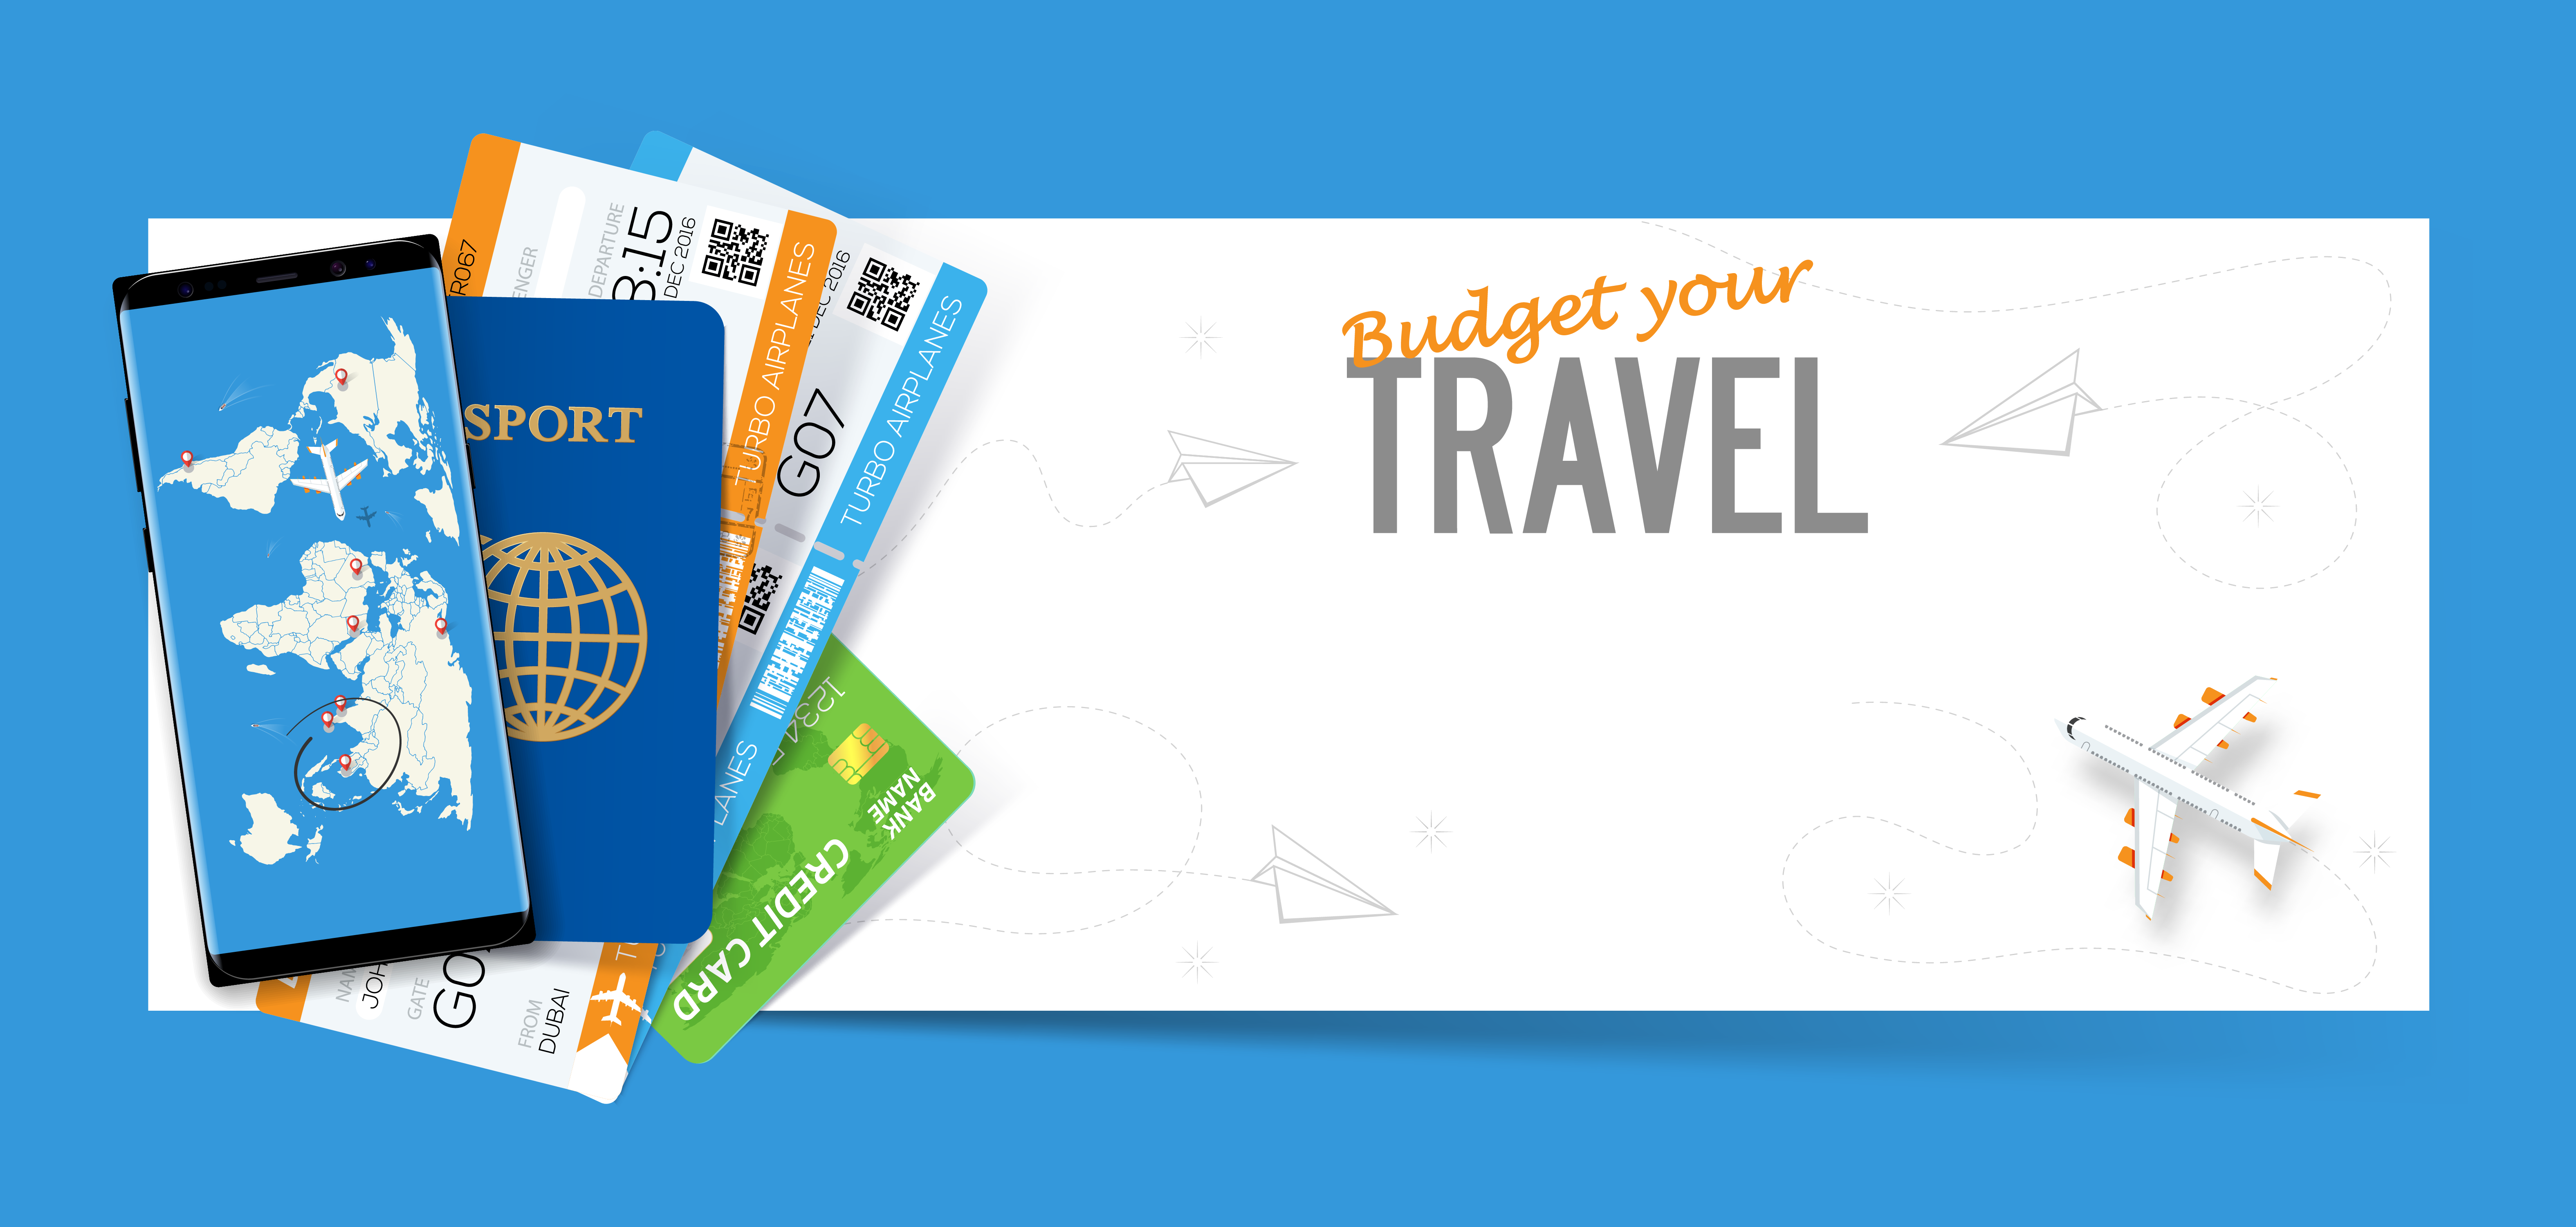 Budget your
TRAVEL
SPORT
R067
DEPARTURE
8:15
DEC 2016
TURBO AIRPLANES
DEC 2016
G07
TURBO AIRPLANES
LANES
1234
BANK
NAME
CREDIT CARD
GATE
FROM
DUBAI